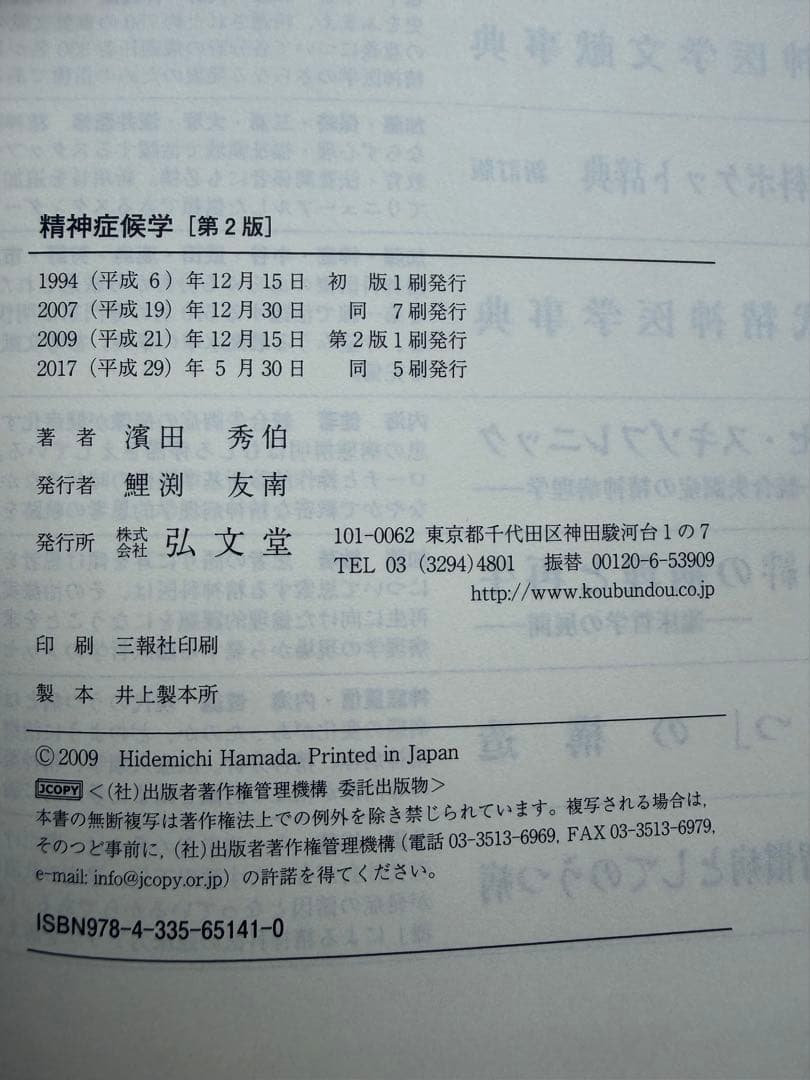 精神症候学［第2版］
1994（平成 6）年12月15日　初　版1刷発行
2007（平成19）年12月30日　　同　7刷発行
2009（平成21）年12月15日　第2版1刷発行
2017（平成29）年 5 月30日　　同　5刷発行
著　者　濱田　秀伯
発行者　鯉渕　友南
発行所　株式会社　弘文堂　101-0062 東京都千代田区神田駿河台1の7
TEL 03(3294)4801　振替 00120-6-53909
http://www.koubundou.co.jp
印　刷　三報社印刷
製　本　井上製本所
Ⓒ2009 Hidemichi Hamada. Printed in Japan
JCOPY＜(社)出版者著作権管理機構 委託出版物＞
本書の無断複写は著作権法上での例外を除き禁じられています。複写される場合は,
そのつど事前に,(社)出版者著作権管理機構(電話 03-3513-6969, FAX 03-3513-6979,
e-mail: info@jcopy.or.jp)の許諾を得てください。
ISBN978-4-335-65141-0